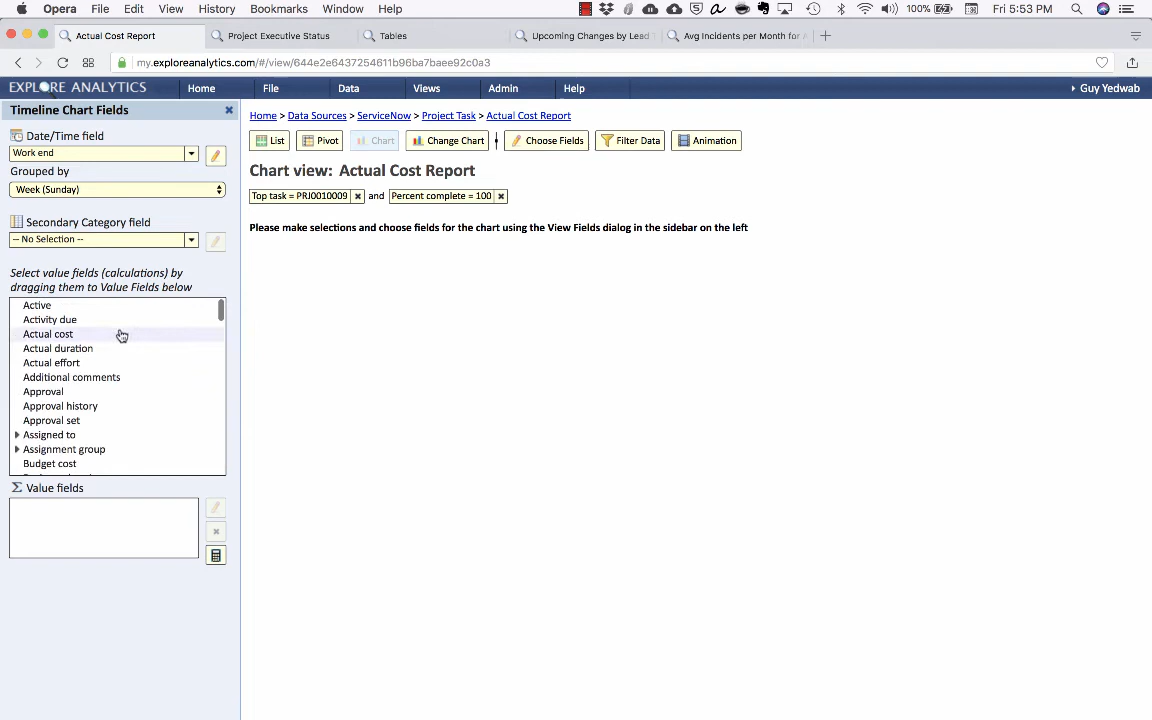 Opera File Edit View History Bookmarks Window Help 100% Fri 5:53 PM Guy Yedwab
Actual Cost Report Project Executive Status Tables Upcoming Changes by Lead Avg Incidents per Month for
my.exploreanalytics.com/#/view/644e2e6437254611b96ba7baee92c0a3
EXPLORE ANALYTICS Home File Data Views Admin Help Guy Yedwab
Timeline Chart Fields
Date/Time field
Work end
Grouped by
Week (Sunday)
Secondary Category field
-- No Selection --
Select value fields (calculations) by
dragging them to Value Fields below
Active
Activity due
Actual cost
Actual duration
Actual effort
Additional comments
Approval
Approval history
Approval set
Assigned to
Assignment group
Budget cost
Value fields
Home > Data Sources > ServiceNow > Project Task > Actual Cost Report
List Pivot Chart Change Chart Choose Fields Filter Data Animation
Chart view: Actual Cost Report
Top task = PRJ0010009 and Percent complete = 100
Please make selections and choose fields for the chart using the View Fields dialog in the sidebar on the left